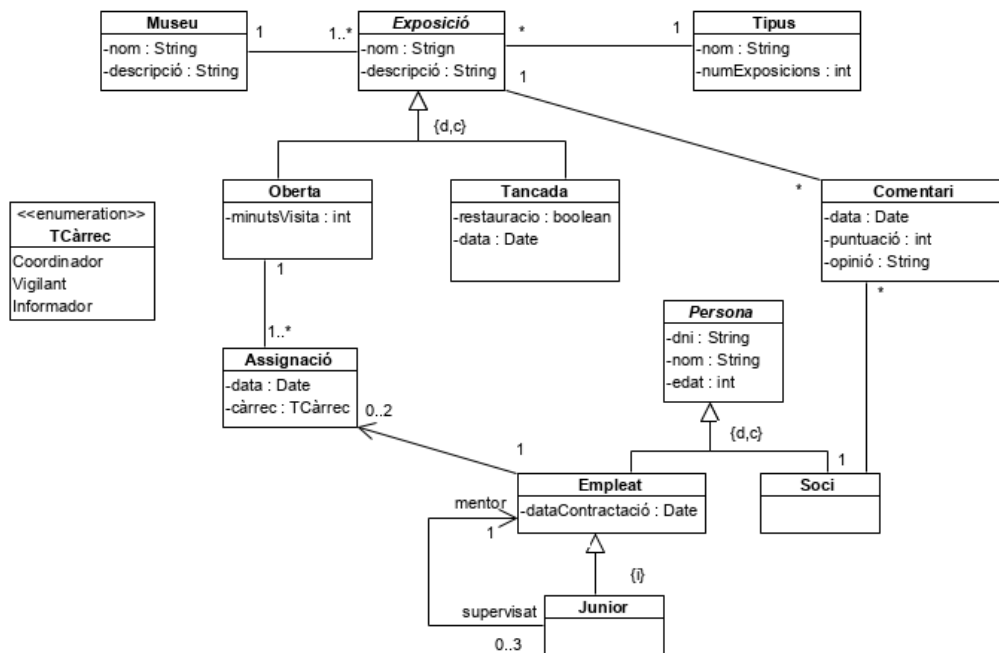 Museu
-nom : String
-descripció : String
1
1..*
Exposició
-nom : Strign
-descripció : String
*
1
Tipus
-nom : String
-numExposicions : int
1
{d,c}
Oberta
-minutsVisita : int
Tancada
-restauracio : boolean
-data : Date
*
Comentari
-data : Date
-puntuació : int
-opinió : String
<<enumeration>>
TCàrrec
Coordinador
Vigilant
Informador
1
1..*
*
Persona
-dni : String
-nom : String
-edat : int
Assignació
-data : Date
-càrrec : TCàrrec
0..2
{d,c}
1
1
Empleat
-dataContractació : Date
Soci
mentor
1
{i}
supervisat
0..3
Junior